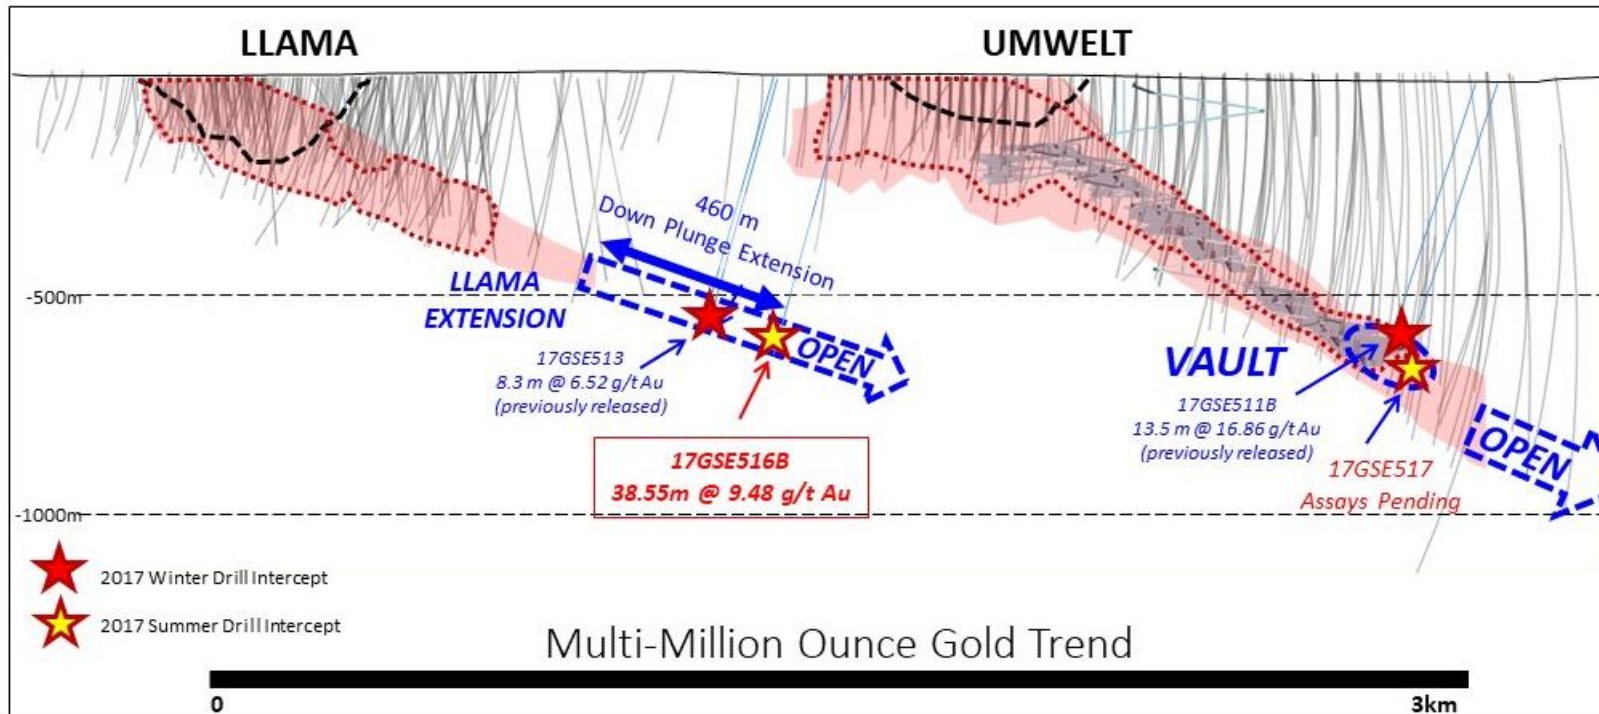 LLAMA
UMWELT
460 m
Down Plunge Extension
-500m
LLAMA
EXTENSION
OPEN
17GSE513
8.3 m @ 6.52 g/t Au
(previously released)
VAULT
17GSE511B
13.5 m @ 16.86 g/t Au
(previously released)
OPEN
17GSE516B
38.55m @ 9.48 g/t Au
17GSE517
Assays Pending
-1000m
2017 Winter Drill Intercept
2017 Summer Drill Intercept
Multi-Million Ounce Gold Trend
0
3km